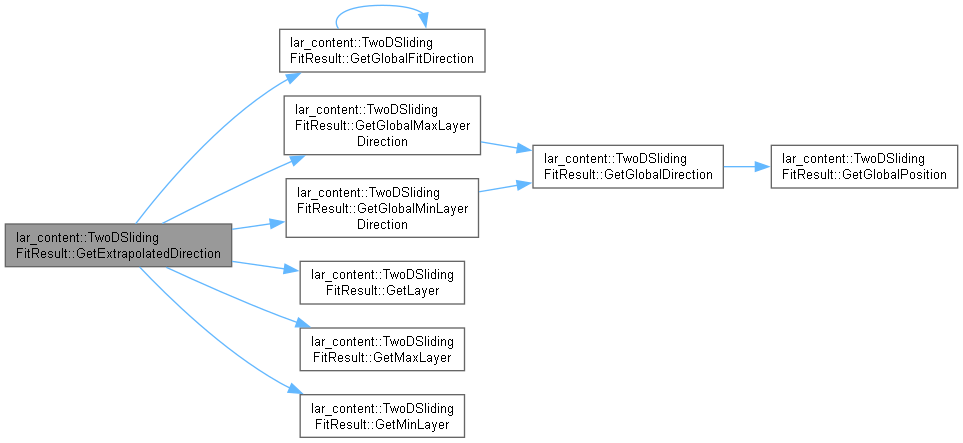 lar_content::TwoDSliding
FitResult::GetGlobalFitDirection
lar_content::TwoDSliding
FitResult::GetGlobalMaxLayer
Direction
lar_content::TwoDSliding
FitResult::GetGlobalDirection
lar_content::TwoDSliding
FitResult::GetGlobalPosition
lar_content::TwoDSliding
FitResult::GetGlobalMinLayer
Direction
lar_content::TwoDSliding
FitResult::GetExtrapolatedDirection
lar_content::TwoDSliding
FitResult::GetLayer
lar_content::TwoDSliding
FitResult::GetMaxLayer
lar_content::TwoDSliding
FitResult::GetMinLayer